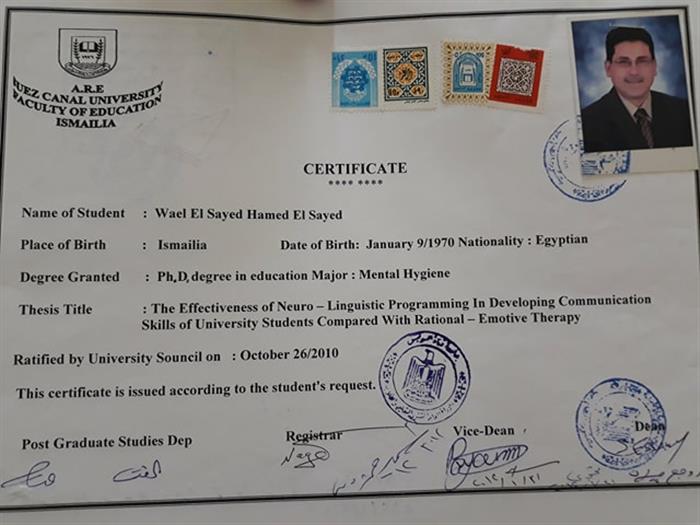 A.R.E
SUEZ CANAL UNIVERSITY
FACULTY OF EDUCATION
ISMAILIA
CERTIFICATE
**** ****
Name of Student : Wael El Sayed Hamed El Sayed
Place of Birth : Ismailia Date of Birth: January 9/1970 Nationality : Egyptian
Degree Granted : Ph,D, degree in education Major : Mental Hygiene
Thesis Title : The Effectiveness of Neuro – Linguistic Programming In Developing Communication
Skills of University Students Compared With Rational – Emotive Therapy
Ratified by University Souncil on : October 26/2010
This certificate is issued according to the student's request.
Post Graduate Studies Dep Registrar Vice-Dean Dean